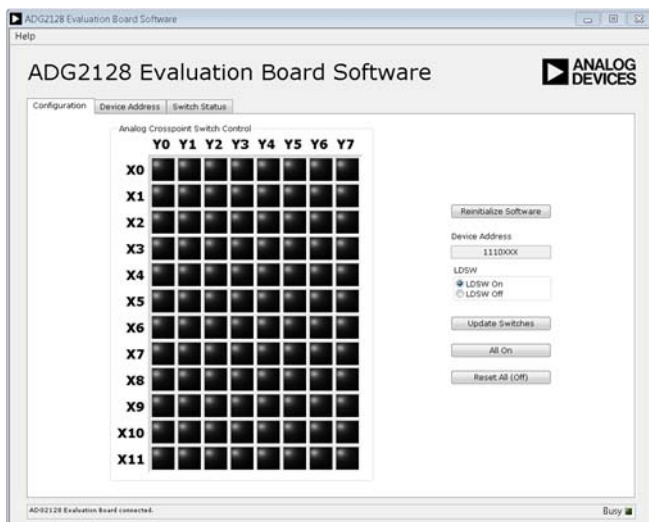 ADG2128 Evaluation Board Software
Help
ADG2128 Evaluation Board Software
ANALOG
DEVICES
Configuration Device Address Switch Status
Analog Crosspoint Switch Control
Y0 Y1 Y2 Y3 Y4 Y5 Y6 Y7
X0
X1
X2
X3
X4
X5
X6
X7
X8
X9
X10
X11
Reinitialize Software
Device Address
1110XXX
LDSW
LDSW On
LDSW Off
Update Switches
All On
Reset All (Off)
ADG2128 Evaluation Board connected.
Busy